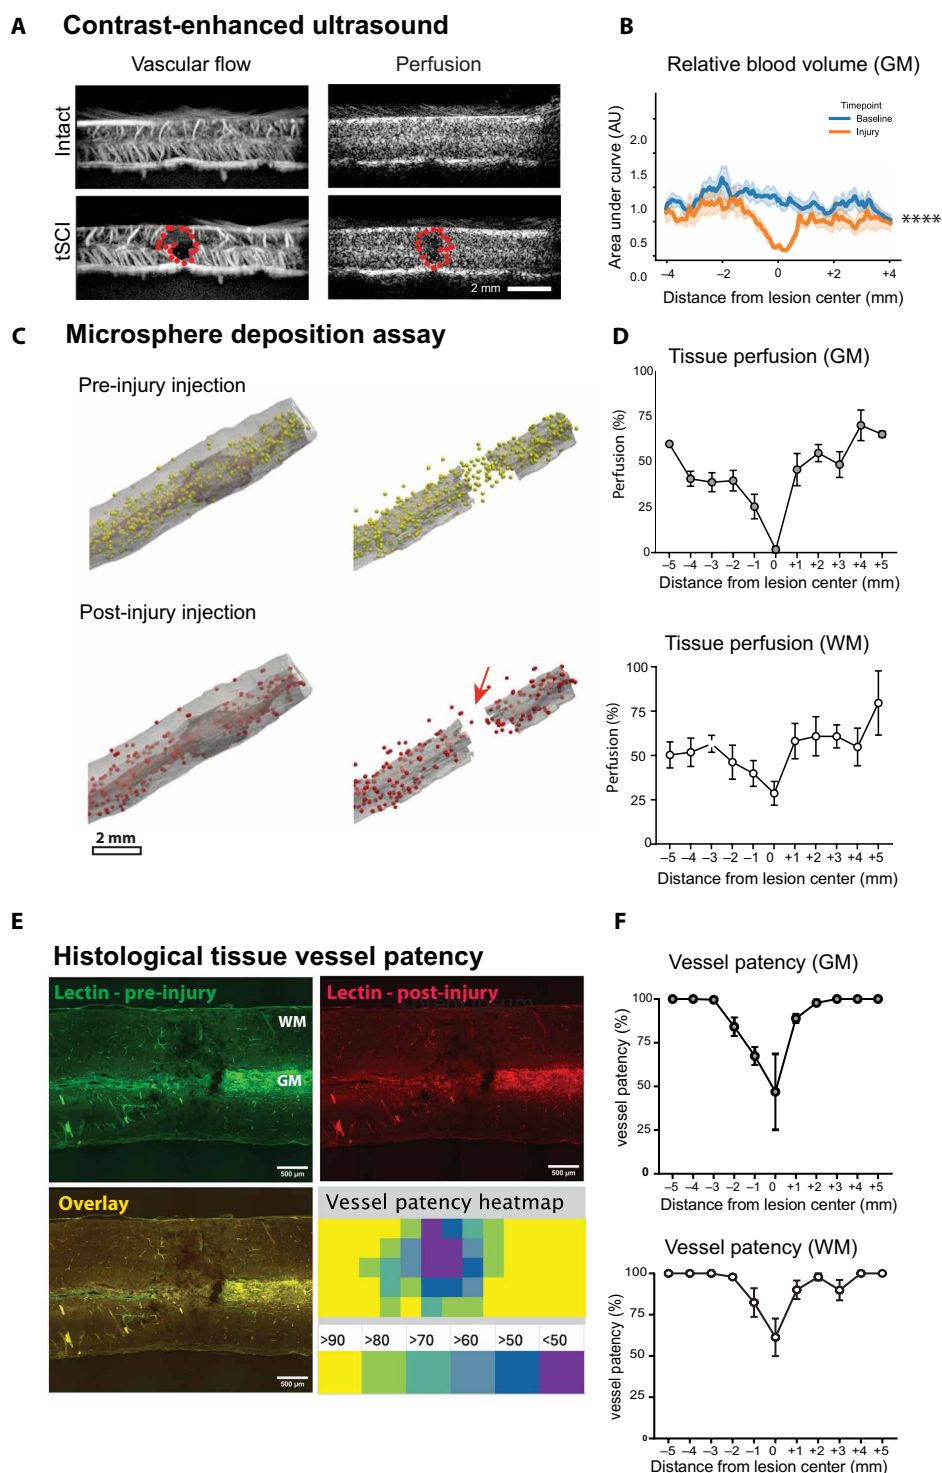 A Contrast-enhanced ultrasound
Vascular flow
Perfusion
Intact
tSCI
2 mm
B
Relative blood volume (GM)
Area under curve (AU)
2.0
1.5
1.0
0.5
0.0
Timepoint
Baseline
Injury
****
−4 −2 0 +2 +4
Distance from lesion center (mm)
C Microsphere deposition assay
Pre-injury injection
Post-injury injection
2 mm
D
Tissue perfusion (GM)
Perfusion (%)
100
75
50
25
0
−5 −4 −3 −2 −1 0 +1 +2 +3 +4 +5
Distance from lesion center (mm)
Tissue perfusion (WM)
Perfusion (%)
100
75
50
25
0
−5 −4 −3 −2 −1 0 +1 +2 +3 +4 +5
Distance from lesion center (mm)
E
Histological tissue vessel patency
Lectin - pre-injury
WM
GM
500 µm
Lectin - post-injury
500 µm
Overlay
500 µm
Vessel patency heatmap
>90 >80 >70 >60 >50 <50
F
Vessel patency (GM)
vessel patency (%)
100
75
50
25
0
−5 −4 −3 −2 −1 0 +1 +2 +3 +4 +5
Distance from lesion center (mm)
Vessel patency (WM)
vessel patency (%)
100
75
50
25
0
−5 −4 −3 −2 −1 0 +1 +2 +3 +4 +5
Distance from lesion center (mm)